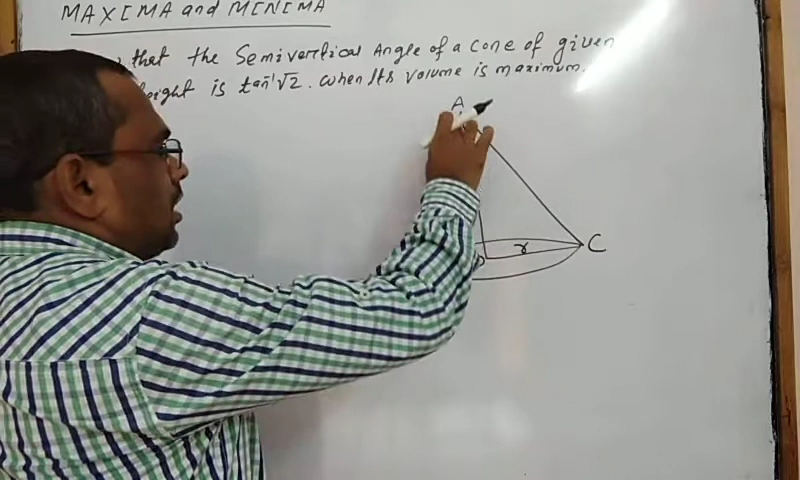 MAXIMA and MINIMA
that the Semivertical Angle of a cone of given
height is tan⁻¹√2. when Its volume is maximum.
A
r
C